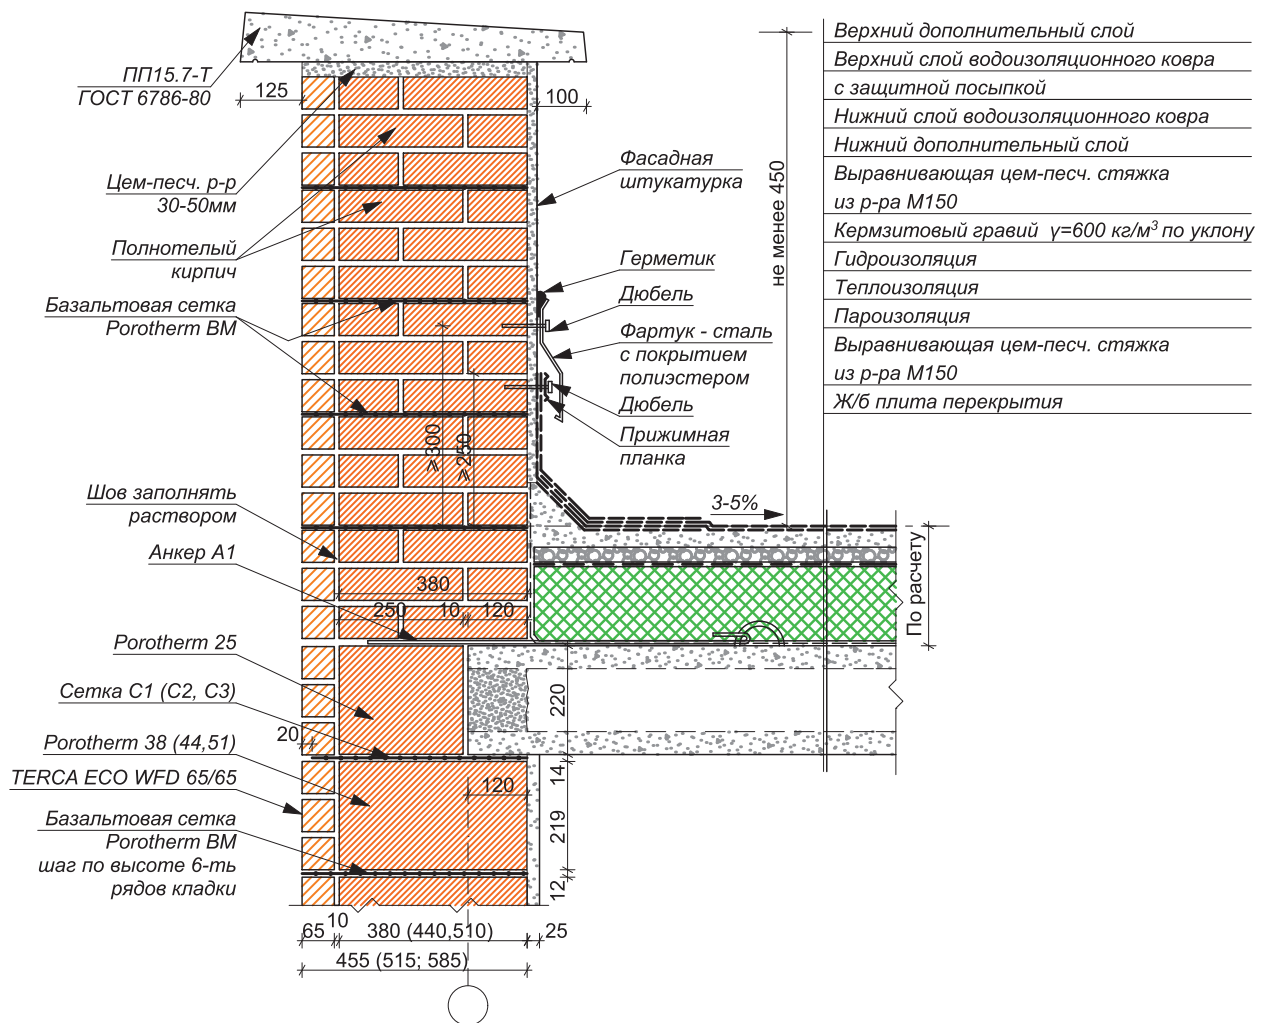 ПП15.7-Т
ГОСТ 6786-80
125
100
Цем-песч. р-р
30-50мм
Полнотелый
кирпич
Базальтовая сетка
Porotherm BM
Шов заполнять
раствором
Анкер А1
Porotherm 25
Сетка С1 (С2, С3)
20
Porotherm 38 (44,51)
TERCA ECO WFD 65/65
Базальтовая сетка
Porotherm BM
шаг по высоте 6-ть
рядов кладки
Фасадная
штукатурка
Герметик
Дюбель
Фартук - сталь
с покрытием
полиэстером
Дюбель
Прижимная
планка
не менее 450
3-5%
≥300
≥250
380
250
10
120
220
14
120
219
12
10
65
380 (440,510)
25
455 (515; 585)
По расчету
Верхний дополнительный слой
Верхний слой водоизоляционного ковра
с защитной посыпкой
Нижний слой водоизоляционного ковра
Нижний дополнительный слой
Выравнивающая цем-песч. стяжка
из р-ра М150
Кермзитовый гравий γ=600 кг/м³ по уклону
Гидроизоляция
Теплоизоляция
Пароизоляция
Выравнивающая цем-песч. стяжка
из р-ра М150
Ж/б плита перекрытия